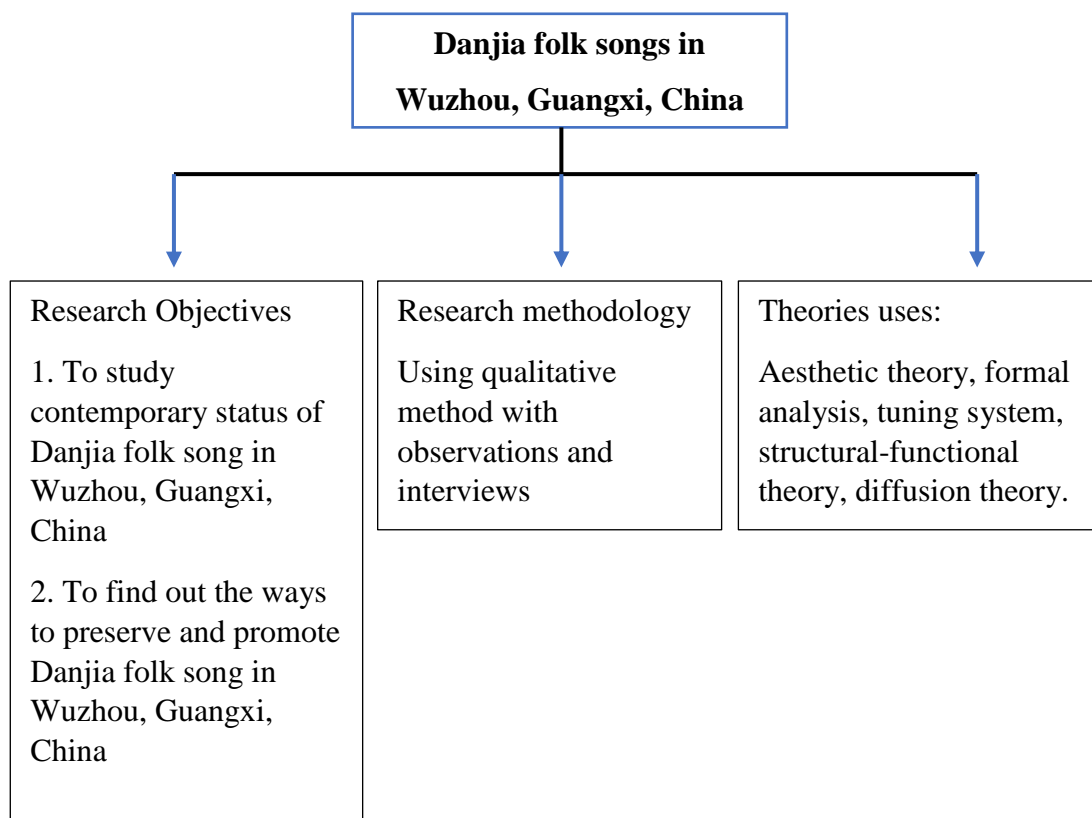 Danjia folk songs in
Wuzhou, Guangxi, China
Research Objectives
1. To study
contemporary status of
Danjia folk song in
Wuzhou, Guangxi,
China
2. To find out the ways
to preserve and promote
Danjia folk song in
Wuzhou, Guangxi,
China
Research methodology
Using qualitative
method with
observations and
interviews
Theories uses:
Aesthetic theory, formal
analysis, tuning system,
structural-functional
theory, diffusion theory.